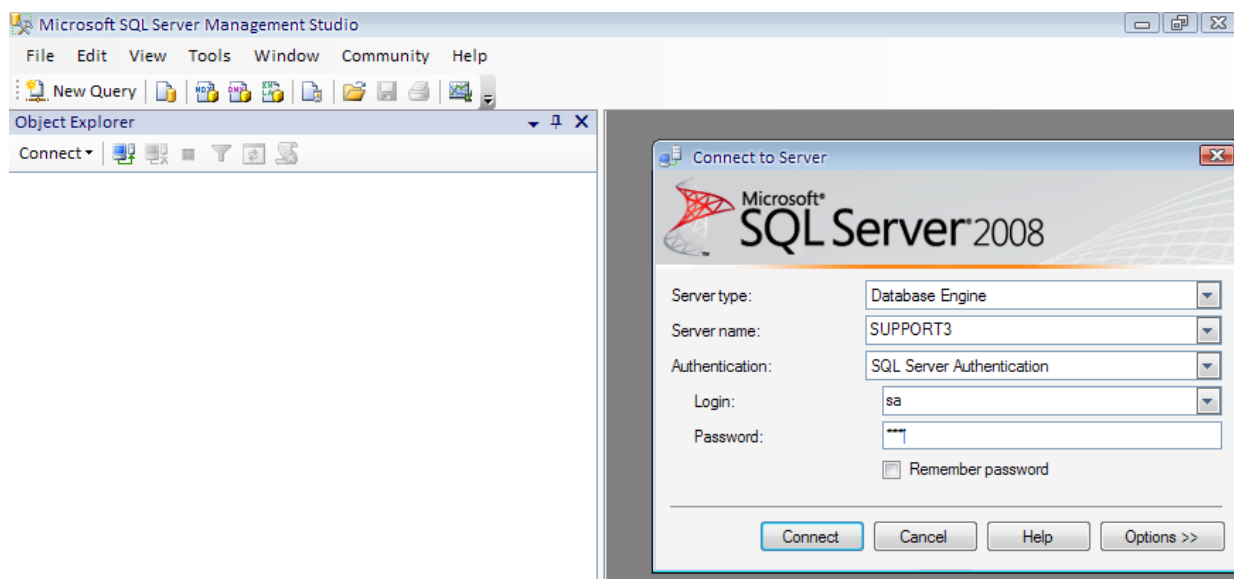 Microsoft SQL Server Management Studio
File Edit View Tools Window Community Help
New Query
Object Explorer
Connect
Connect to Server
Microsoft®
SQL Server 2008
Server type: Database Engine
Server name: SUPPORT3
Authentication: SQL Server Authentication
Login: sa
Password: ***
Remember password
Connect Cancel Help Options >>